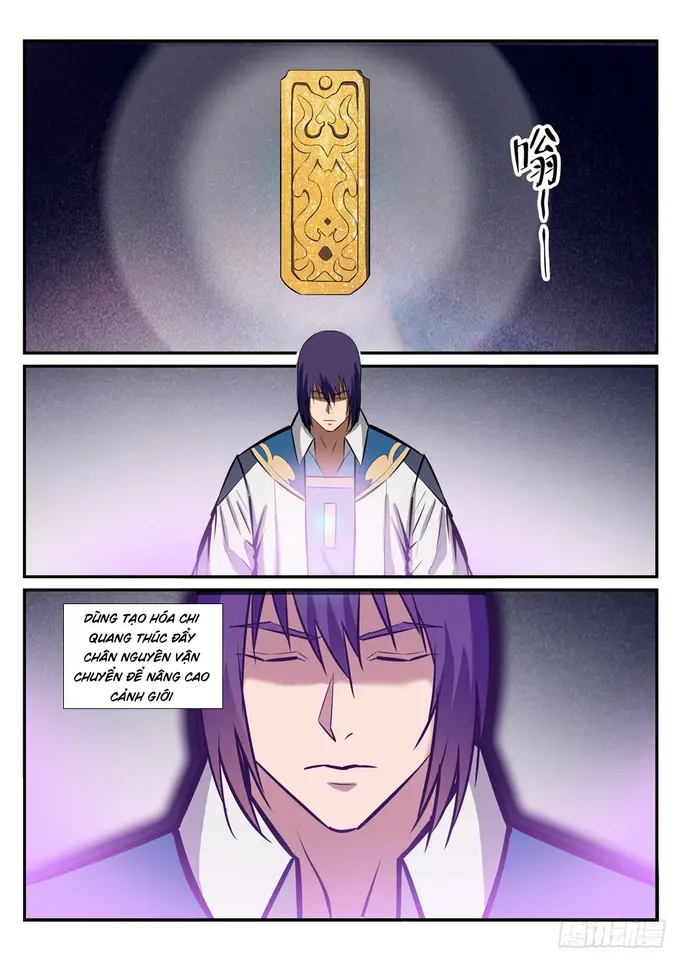 嗡——
DÙNG TẠO HÓA CHI
QUANG THÚC ĐẨY
CHÂN NGUYÊN VẬN
CHUYỂN ĐỂ NÂNG CAO
CẢNH GIỚI